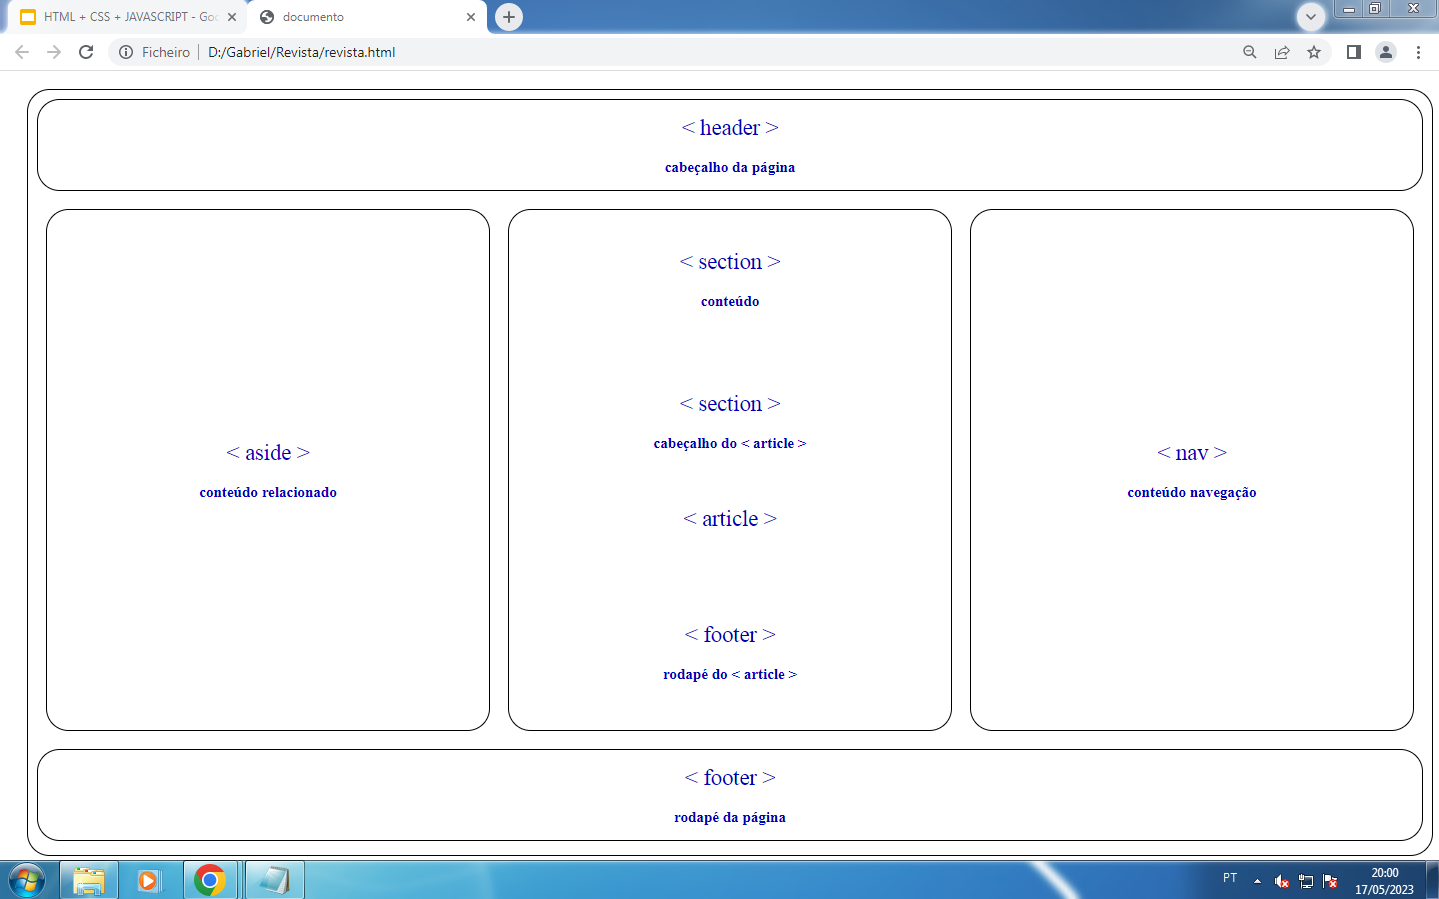 HTML + CSS + JAVASCRIPT - Goo
documento
Ficheiro
D:/Gabriel/Revista/revista.html
< header >
cabeçalho da página
< aside >
conteúdo relacionado
< section >
conteúdo
< section >
cabeçalho do < article >
< article >
< footer >
rodapé do < article >
< nav >
conteúdo navegação
< footer >
rodapé da página
PT
20:00
17/05/2023